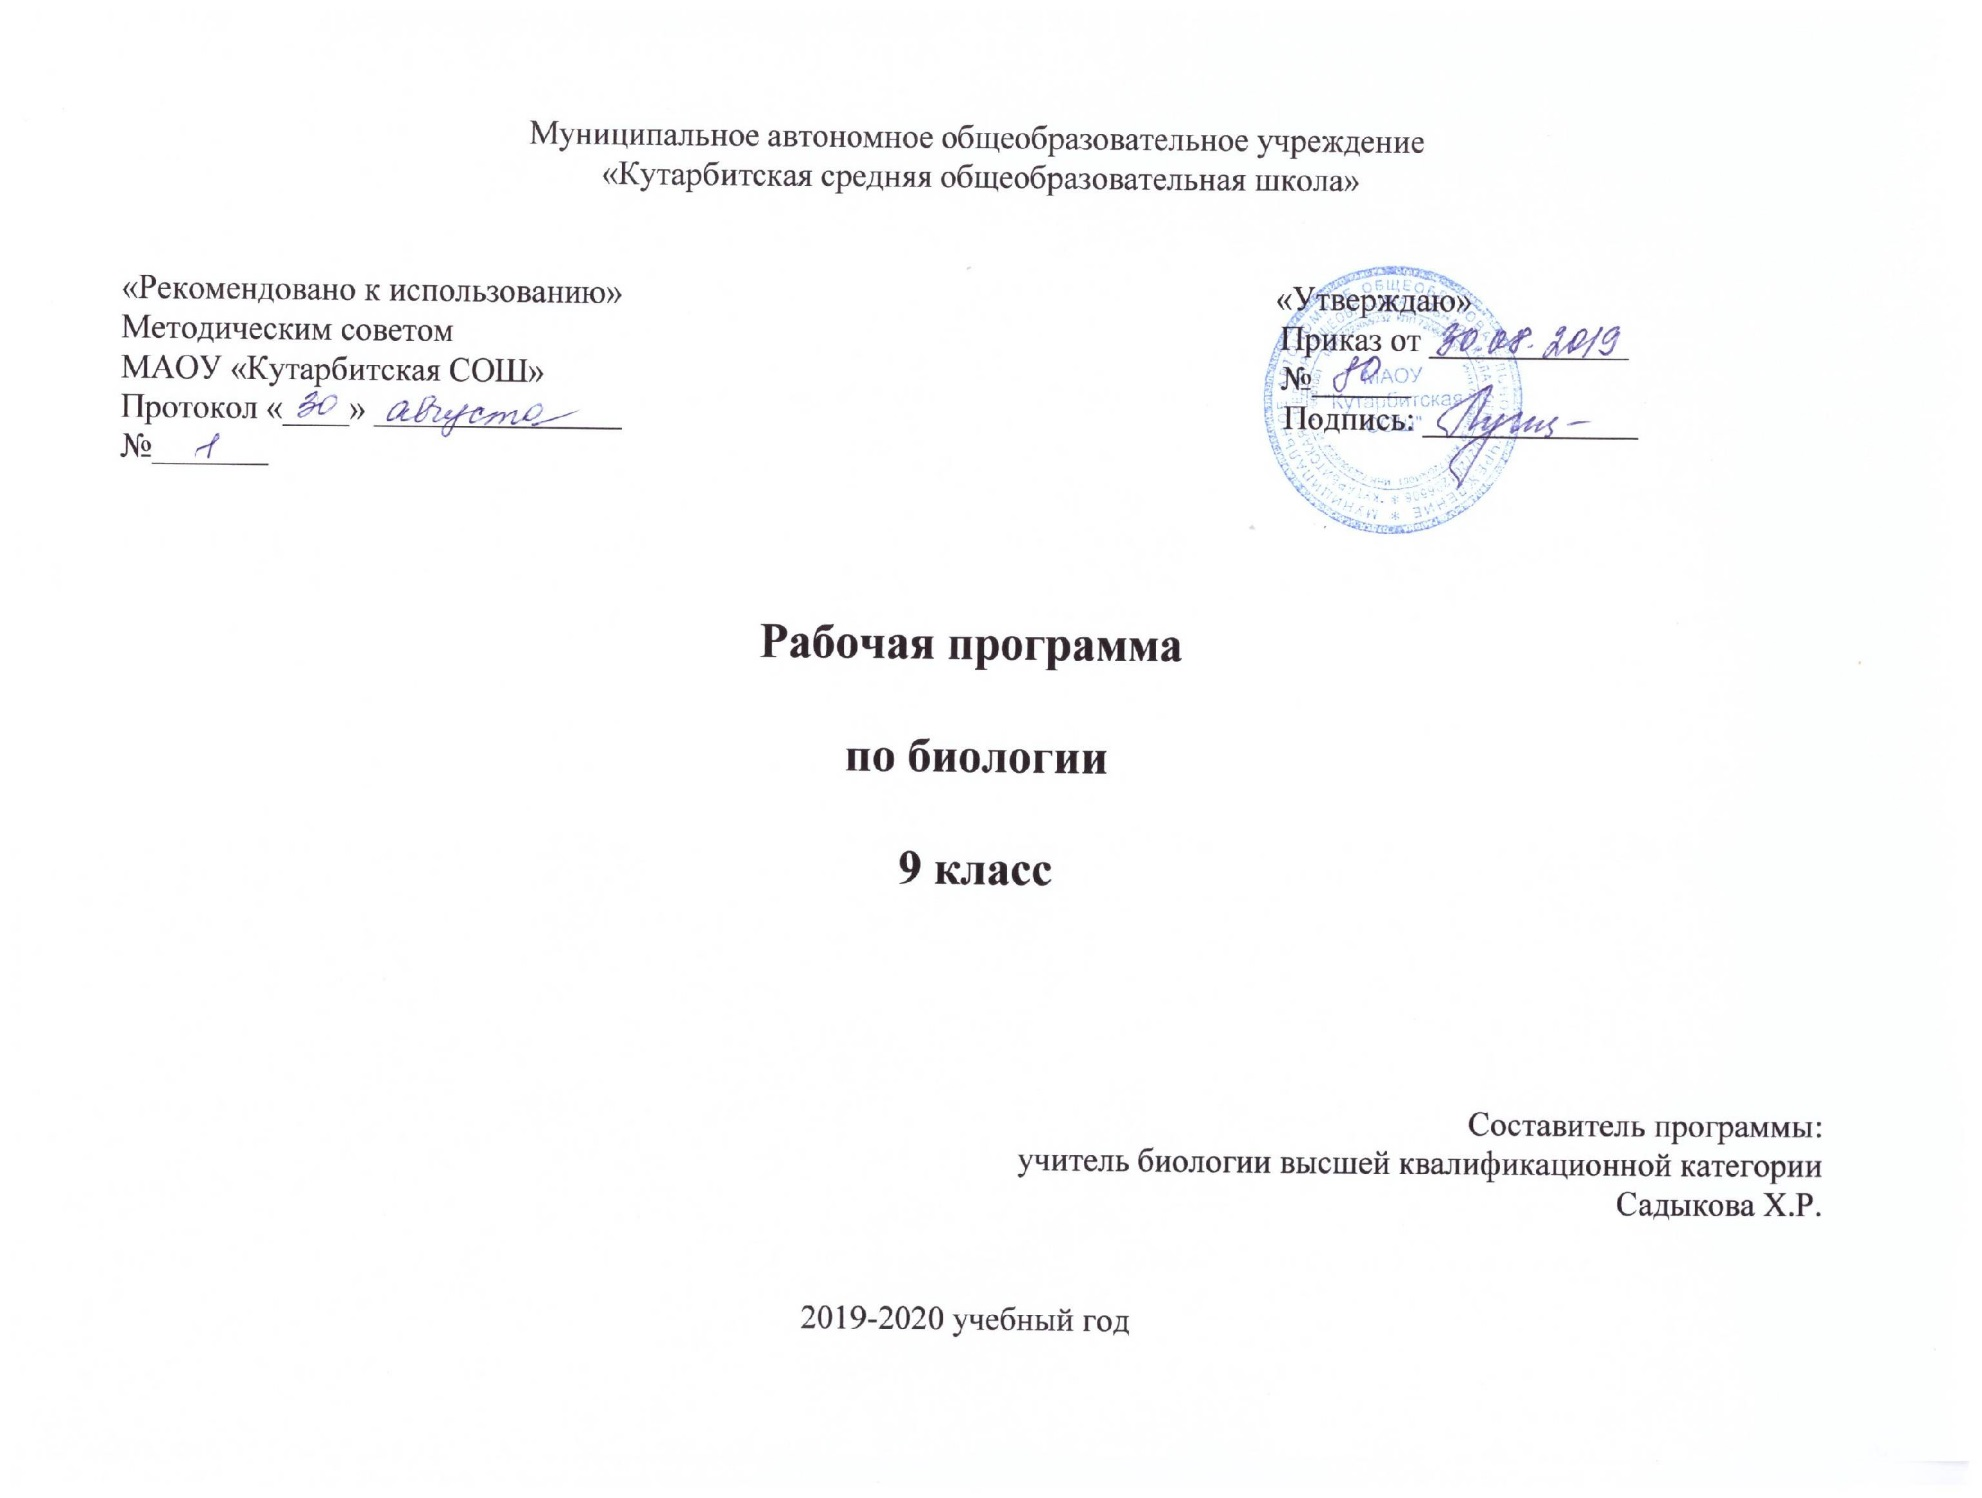 Муниципальное автономное общеобразовательное учреждение
«Кутарбитская средняя общеобразовательная школа»
«Рекомендовано к использованию»
Методическим советом
МАОУ «Кутарбитская СОШ»
Протокол «30» августа
№ 1
«Утверждаю»
Приказ от 30.08.2019
№ 80
Подпись:
МАОУ
Кутарбитская
Рабочая программа
по биологии
9 класс
Составитель программы:
учитель биологии высшей квалификационной категории
Садыкова Х.Р.
2019-2020 учебный год